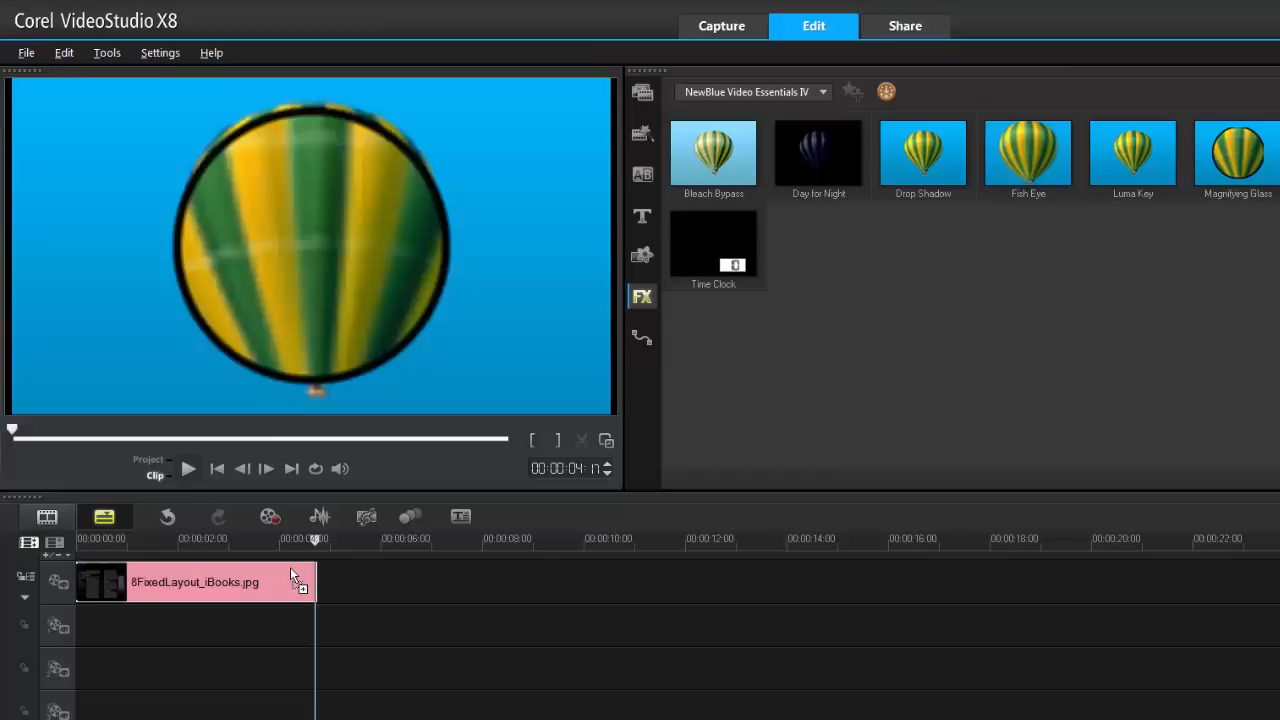 Corel VideoStudio X8
Capture
Edit
Share
File
Edit
Tools
Settings
Help
NewBlue Video Essentials IV
Bleach Bypass
Day for Night
Drop Shadow
Fish Eye
Luma Key
Magnifying Glass
AB
T
FX
Time Clock
Project
Clip
[ ]
00:00:04:17
00:00:00:00
00:00:02:00
00:00:06:00
00:00:08:00
00:00:10:00
00:00:12:00
00:00:14:00
00:00:16:00
00:00:18:00
00:00:20:00
00:00:22:00
8FixedLayout_iBooks.jpg